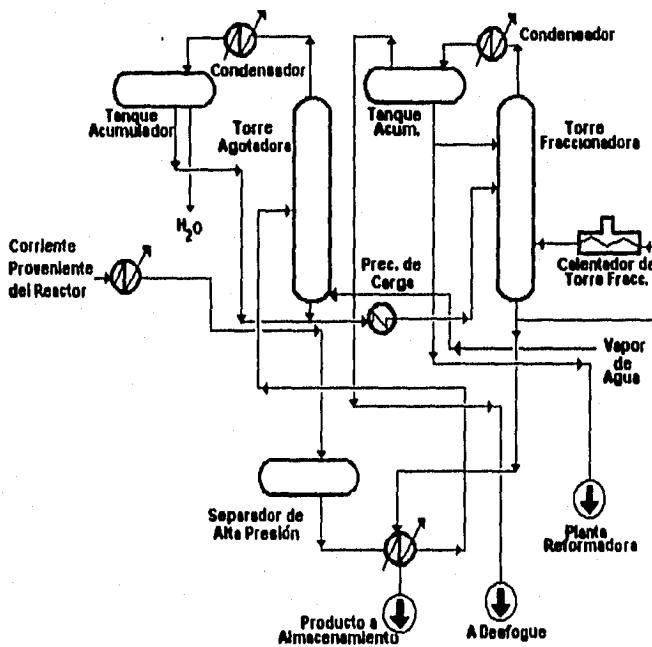 Condensador
Tanque
Acumulador
Torre
Agotadora
H2O
Condensador
Tanque
Acum.
Torre
Fraccionadora
Corriente
Proveniente
del Reactor
Prec. de
Carga
Calentador de
Torre Fracc.
Vapor
de
Agua
Separador de
Alta Presión
Planta
Reformadora
Producto a
Almacenamiento
A Desfogue